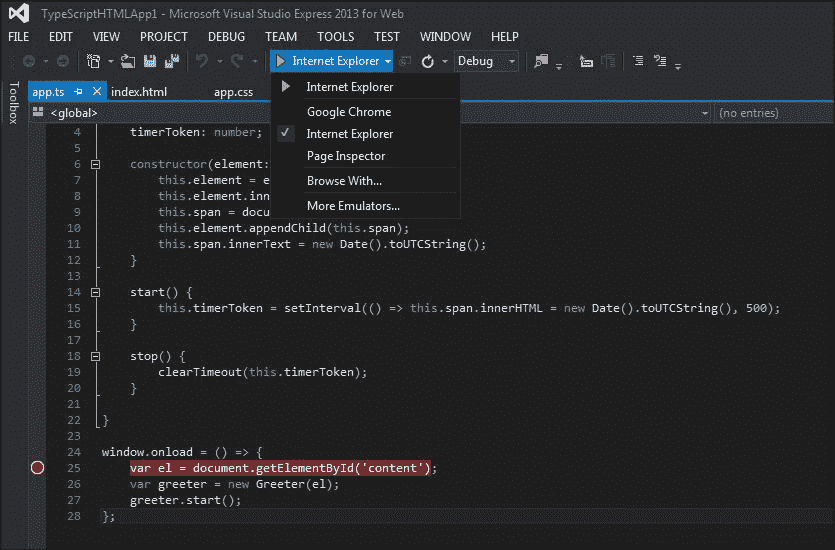 TypeScriptHTMLApp1 - Microsoft Visual Studio Express 2013 for Web
FILE EDIT VIEW PROJECT DEBUG TEAM TOOLS TEST WINDOW HELP
Internet Explorer Debug
Toolbox
app.ts index.html app.css
<global> (no entries)
Internet Explorer
Google Chrome
Internet Explorer
Page Inspector
Browse With...
More Emulators...
4 timerToken: number;
5
6 constructor(element:
7 this.element = e
8 this.element.inn
9 this.span = docu
10 this.element.appendChild(this.span);
11 this.span.innerText = new Date().toUTCString();
12 }
13
14 start() {
15 this.timerToken = setInterval(() => this.span.innerHTML = new Date().toUTCString(), 500);
16 }
17
18 stop() {
19 clearTimeout(this.timerToken);
20 }
21
22 }
23
24 window.onload = () => {
25 var el = document.getElementById('content');
26 var greeter = new Greeter(el);
27 greeter.start();
28 };